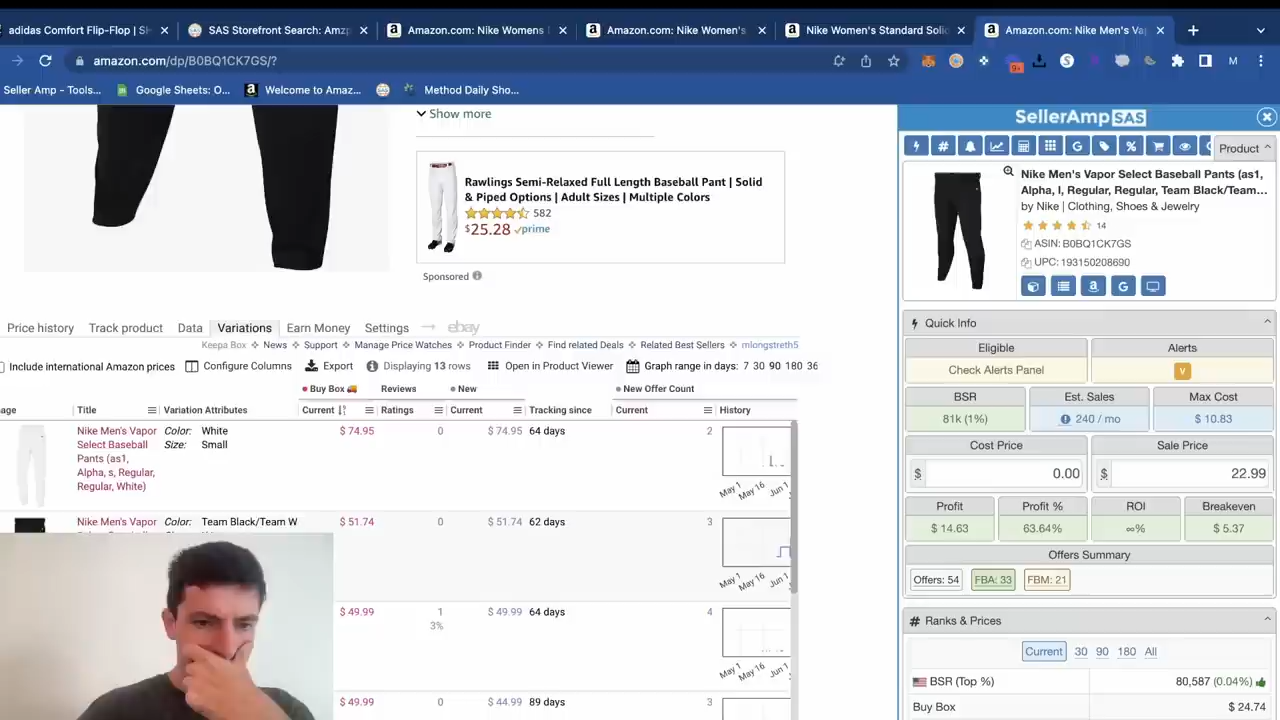 adidas Comfort Flip-Flop | Sh
SAS Storefront Search: Amzp
Amazon.com: Nike Womens
Amazon.com: Nike Women's
Nike Women's Standard Soli
Amazon.com: Nike Men's Va
amazon.com/dp/B0BQ1CK7GS/?
9+
M
Seller Amp - Tools...
Google Sheets: O...
Welcome to Amaz...
Method Daily Sho...
Show more
Rawlings Semi-Relaxed Full Length Baseball Pant | Solid
& Piped Options | Adult Sizes | Multiple Colors
582
$25.28 prime
Sponsored
Price history Track product Data Variations Earn Money Settings ebay
Keepa Box News Support Manage Price Watches Product Finder Find related Deals Related Best Sellers mlongstreth5
Include international Amazon prices Configure Columns Export Displaying 13 rows Open in Product Viewer Graph range in days: 7 30 90 180 36
Buy Box Reviews New New Offer Count
age Title Variation Attributes Current Ratings Current Tracking since Current History
Nike Men's Vapor
Select Baseball
Pants (as1,
Alpha, s, Regular,
Regular, White)
Color: White
Size: Small
$ 74.95 0 $ 74.95 64 days 2
May 1 May 16 Jun 1
Nike Men's Vapor Color: Team Black/Team W $ 51.74 0 $ 51.74 62 days 3
May 1 May 16 Jun 1
$ 49.99 1 $ 49.99 64 days 4
3%
May 1 May 16 Jun 1
$ 49.99 0 $ 44.99 89 days 3
SellerAmp SAS
Product
Nike Men's Vapor Select Baseball Pants (as1,
Alpha, l, Regular, Regular, Team Black/Team...
by Nike | Clothing, Shoes & Jewelry
14
ASIN: B0BQ1CK7GS
UPC: 193150208690
Quick Info
Eligible Alerts
Check Alerts Panel V
BSR Est. Sales Max Cost
81k (1%) 240 / mo $ 10.83
Cost Price Sale Price
$ 0.00 $ 22.99
Profit Profit % ROI Breakeven
$ 14.63 63.64% ∞% $ 5.37
Offers Summary
Offers: 54 FBA: 33 FBM: 21
Ranks & Prices
Current 30 90 180 All
BSR (Top %) 80,587 (0.04%)
Buy Box $ 24.74